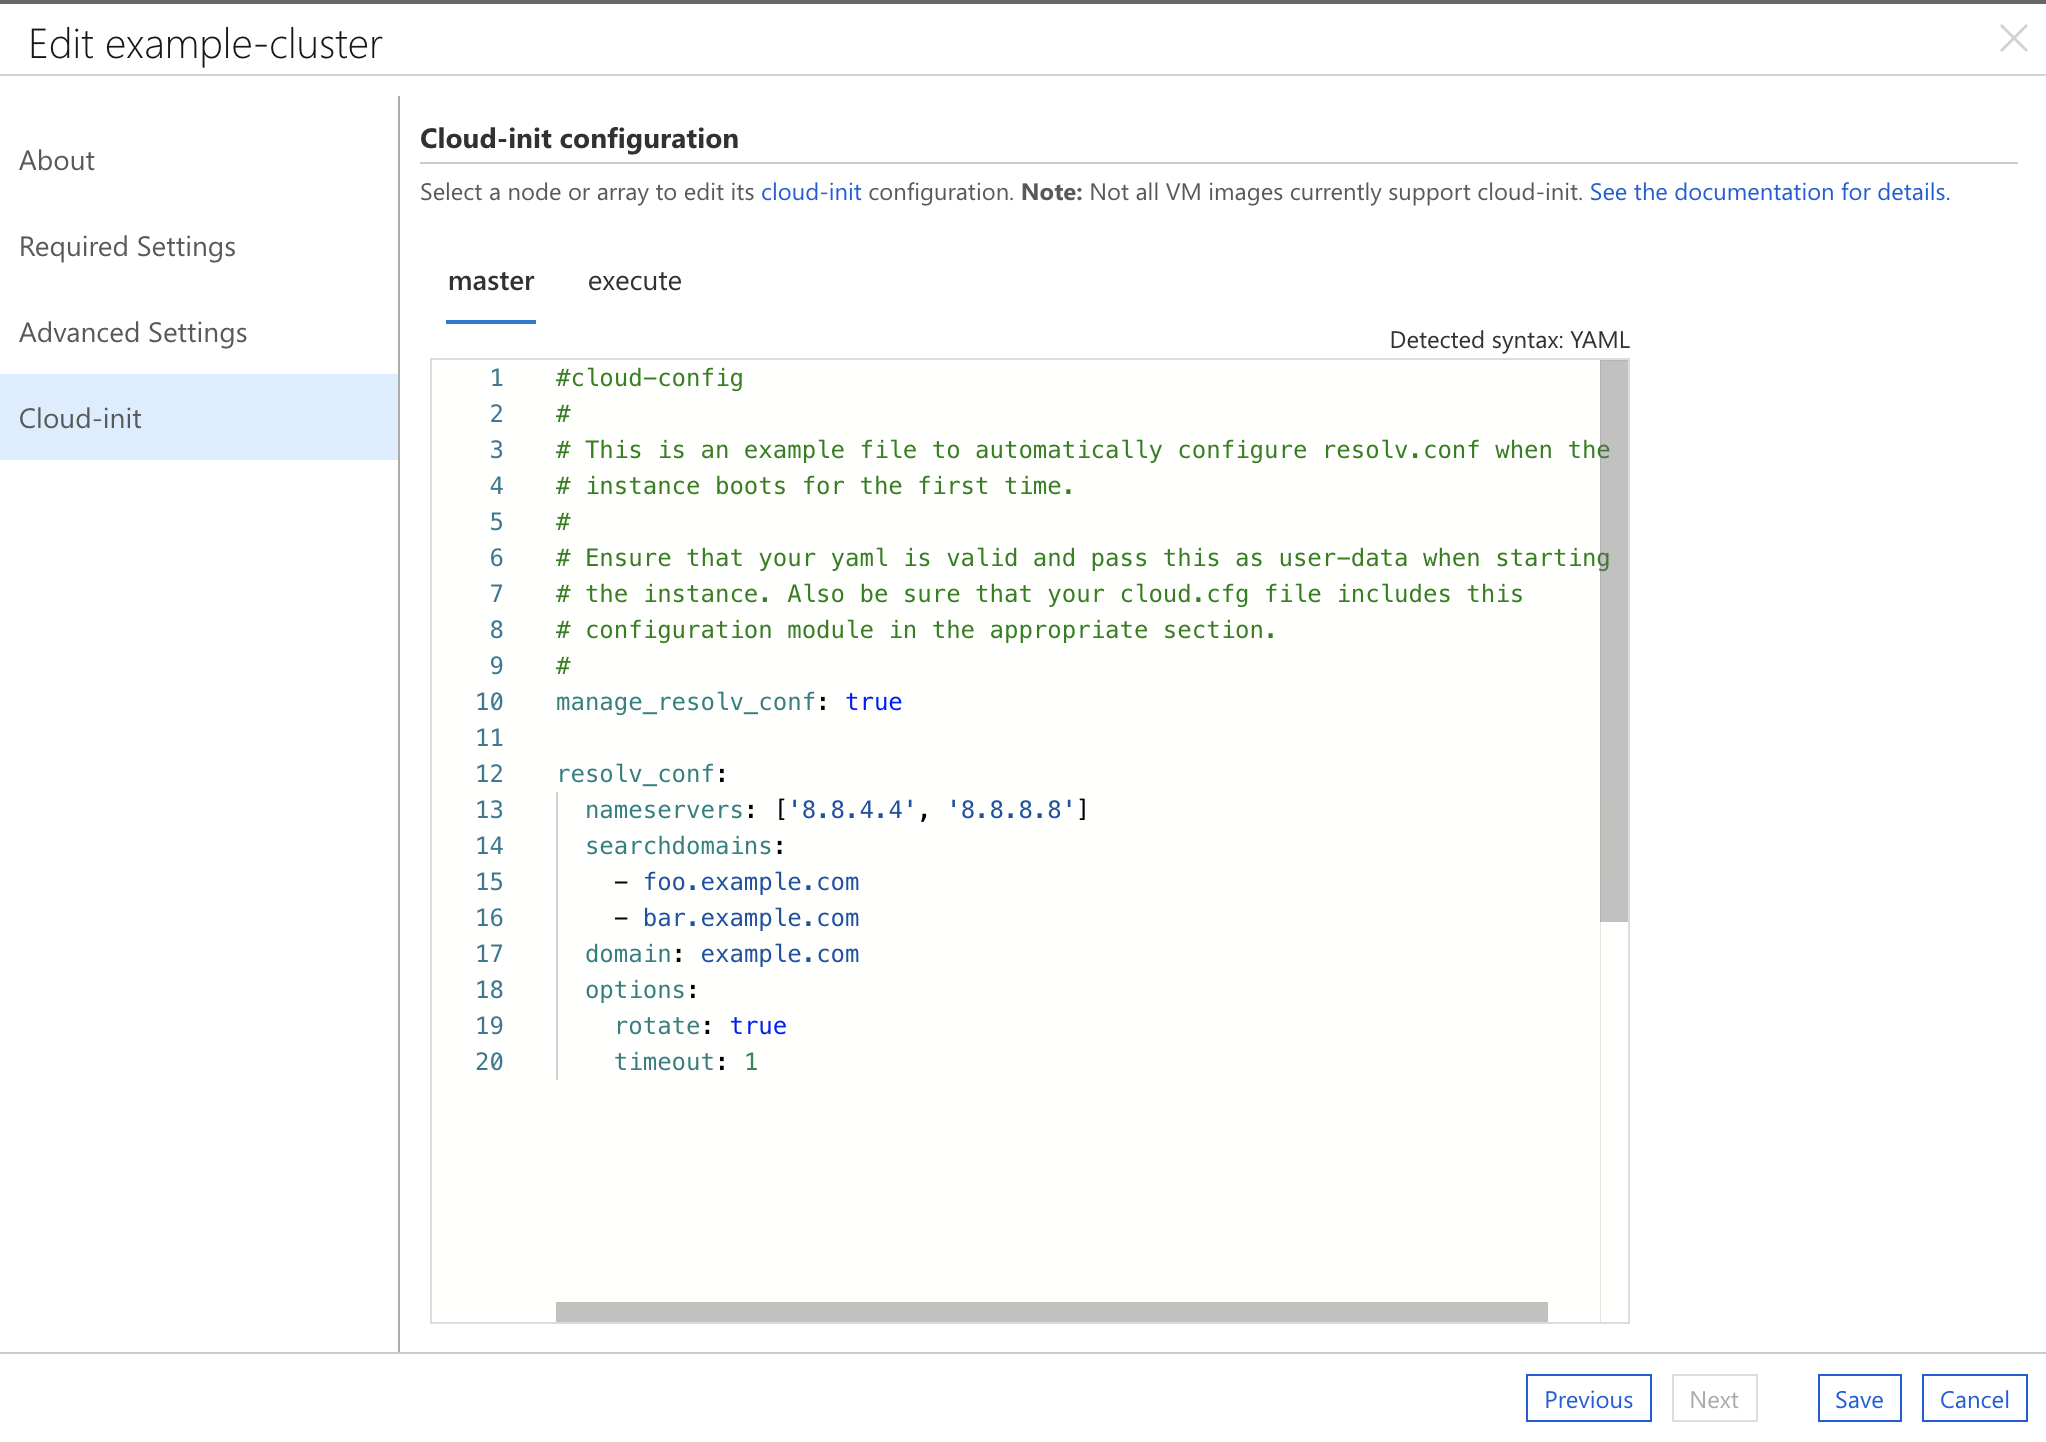 Edit example-cluster
About
Required Settings
Advanced Settings
Cloud-init
Cloud-init configuration
Select a node or array to edit its cloud-init configuration. Note: Not all VM images currently support cloud-init. See the documentation for details.
master execute
Detected syntax: YAML
1 #cloud-config
2 #
3 # This is an example file to automatically configure resolv.conf when the
4 # instance boots for the first time.
5 #
6 # Ensure that your yaml is valid and pass this as user-data when starting
7 # the instance. Also be sure that your cloud.cfg file includes this
8 # configuration module in the appropriate section.
9 #
10 manage_resolv_conf: true
11
12 resolv_conf:
13   nameservers: ['8.8.4.4', '8.8.8.8']
14   searchdomains:
15     - foo.example.com
16     - bar.example.com
17   domain: example.com
18   options:
19     rotate: true
20     timeout: 1
Previous Next Save Cancel